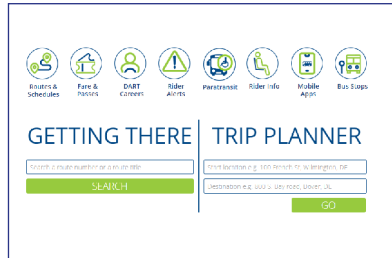 Routes & Schedules
Fare & Passes
DART Careers
Rider Alerts
Paratransit
Rider Info
Mobile Apps
Bus Stops
GETTING THERE
Search a route number or a route title
SEARCH
TRIP PLANNER
Start location e.g. 100 French St. Wilmington, DE
Destination e.g. 800 S. Bay road, Dover, DE
GO